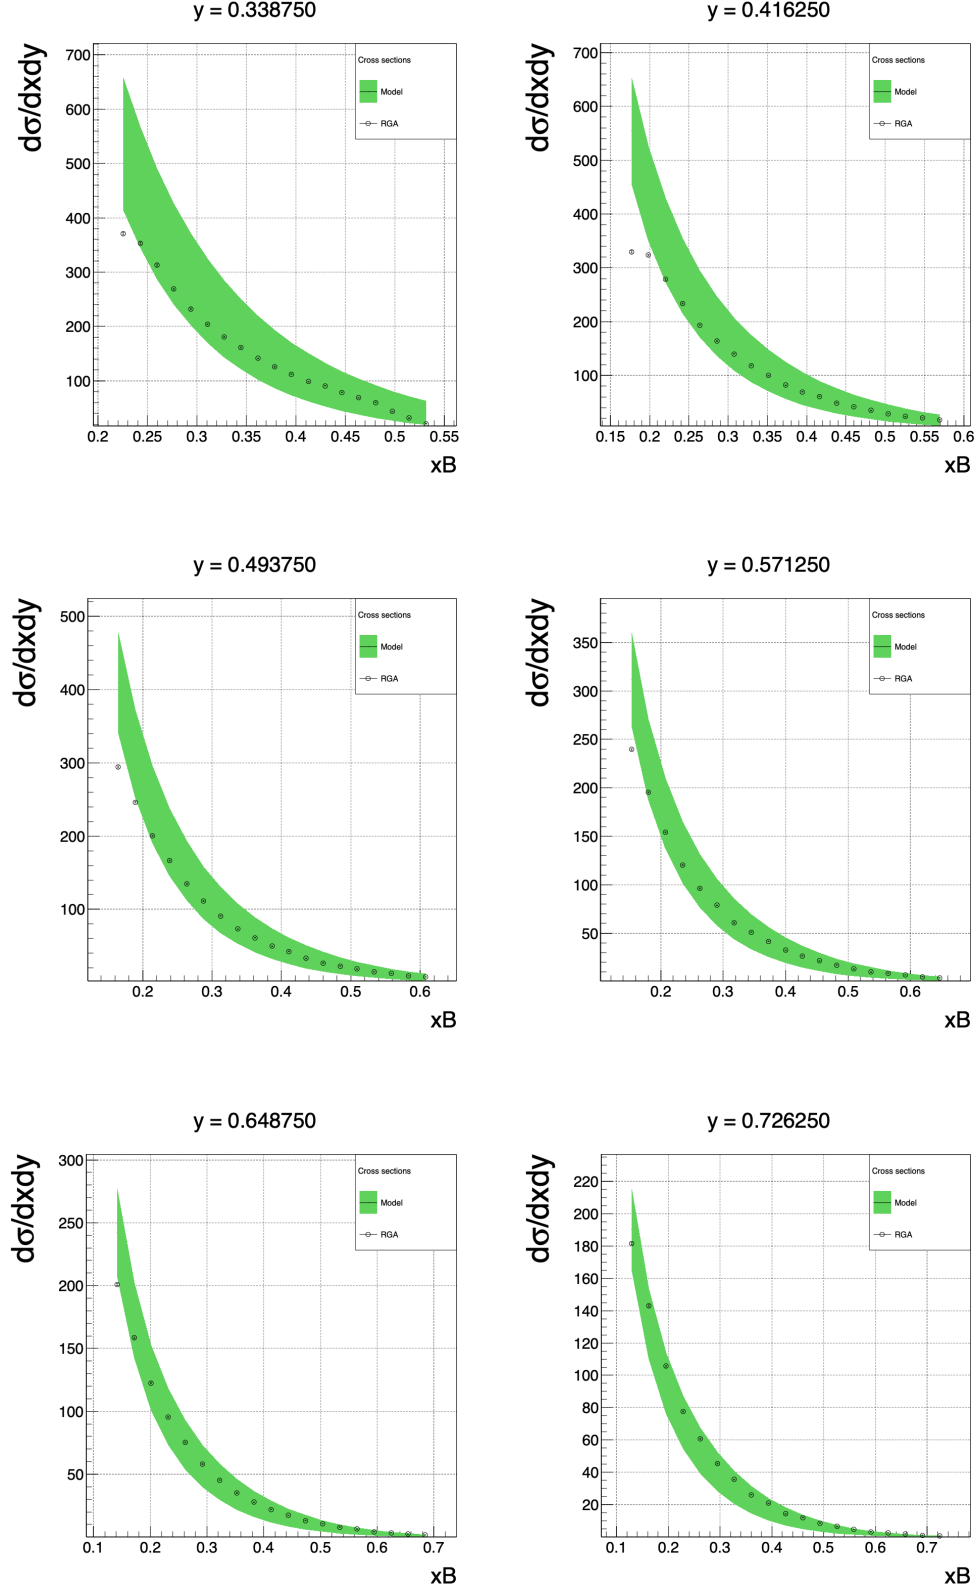 y = 0.338750
dσ/dxdy
700
600
500
400
300
200
100
0.2 0.25 0.3 0.35 0.4 0.45 0.5 0.55
xB
Cross sections
Model
RGA
y = 0.416250
dσ/dxdy
700
600
500
400
300
200
100
0.15 0.2 0.25 0.3 0.35 0.4 0.45 0.5 0.55 0.6
xB
Cross sections
Model
RGA
y = 0.493750
dσ/dxdy
500
400
300
200
100
0.2 0.3 0.4 0.5 0.6
xB
Cross sections
Model
RGA
y = 0.571250
dσ/dxdy
350
300
250
200
150
100
50
0.2 0.3 0.4 0.5 0.6
xB
Cross sections
Model
RGA
y = 0.648750
dσ/dxdy
300
250
200
150
100
50
0.1 0.2 0.3 0.4 0.5 0.6 0.7
xB
Cross sections
Model
RGA
y = 0.726250
dσ/dxdy
220
200
180
160
140
120
100
80
60
40
20
0.1 0.2 0.3 0.4 0.5 0.6 0.7
xB
Cross sections
Model
RGA